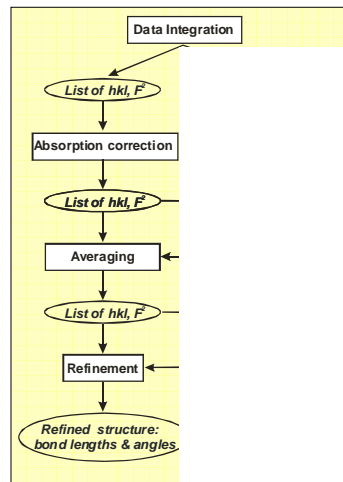 Data Integration
List of hkl, F²
Absorption correction
List of hkl, F²
Averaging
List of hkl, F²
Refinement
Refined structure:
bond lengths & angles